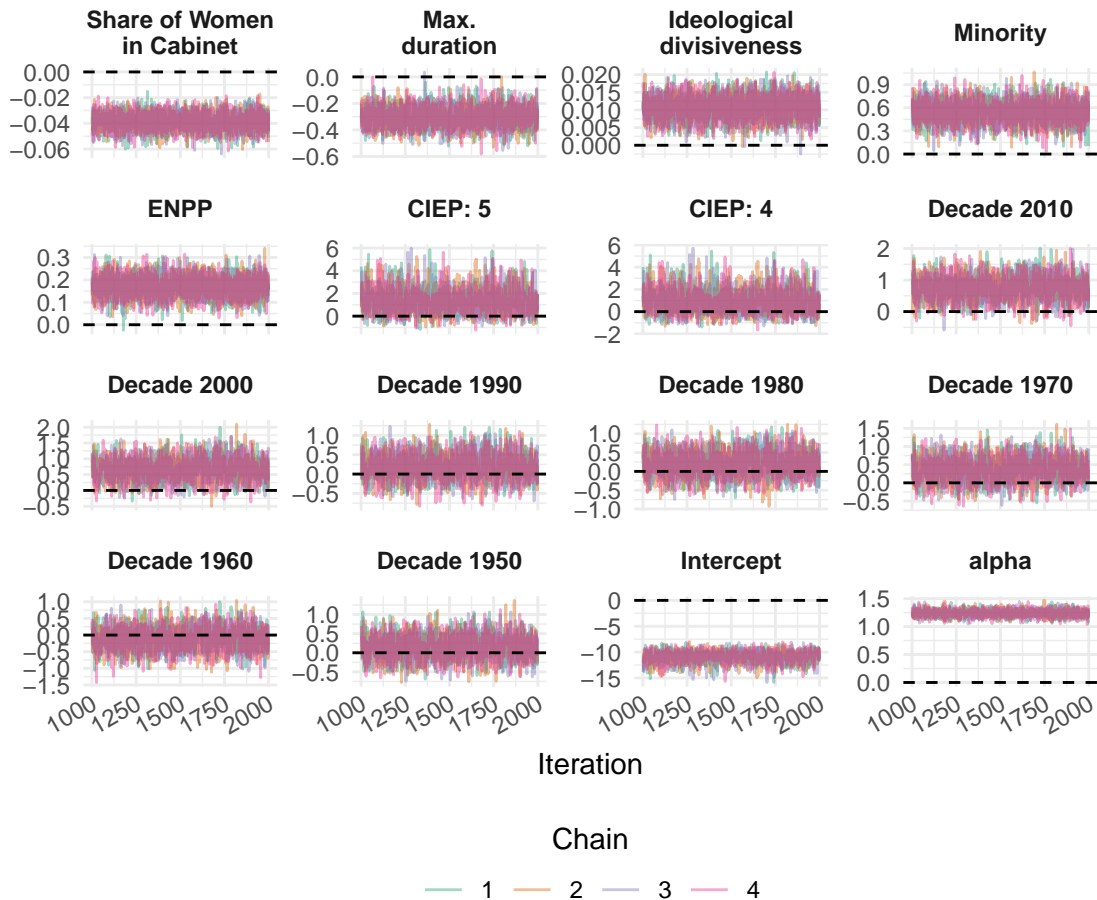 Share of Women
in Cabinet
Max.
duration
Ideological
divisiveness
Minority
0.00
−0.02
−0.04
−0.06
0.0
−0.2
−0.4
−0.6
0.020
0.015
0.010
0.005
0.000
0.9
0.6
0.3
0.0
ENPP
CIEP: 5
CIEP: 4
Decade 2010
0.3
0.2
0.1
0.0
6
4
2
0
6
4
2
0
−2
2
1
0
Decade 2000
Decade 1990
Decade 1980
Decade 1970
2.0
1.5
1.0
0.5
0.0
−0.5
1.0
0.5
0.0
−0.5
1.0
0.5
0.0
−0.5
−1.0
1.5
1.0
0.5
0.0
−0.5
Decade 1960
Decade 1950
Intercept
alpha
1.0
0.5
0.0
−0.5
−1.0
−1.5
1.0
0.5
0.0
−0.5
0
−5
−10
−15
1.5
1.0
0.5
0.0
1000 1250 1500 1750 2000
1000 1250 1500 1750 2000
1000 1250 1500 1750 2000
1000 1250 1500 1750 2000
Iteration
Chain
1 2 3 4